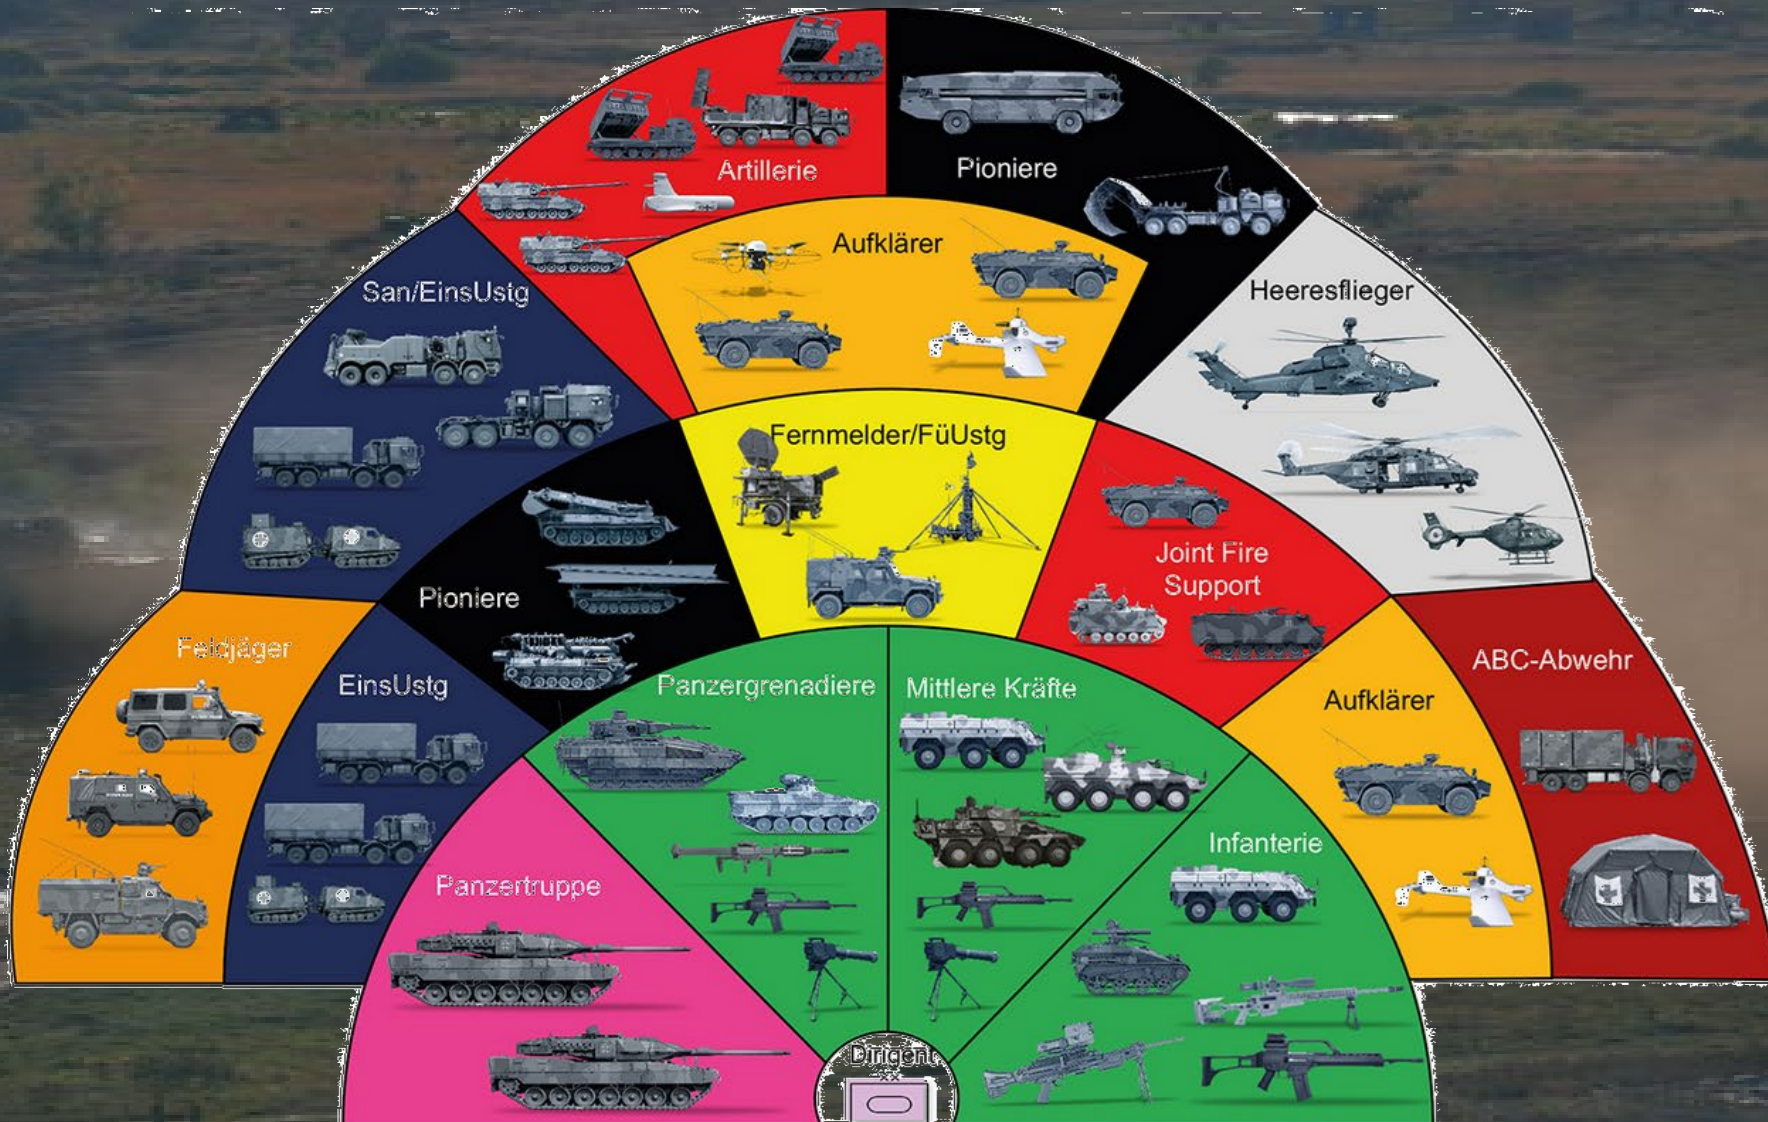 Artillerie
Pioniere
Aufklärer
San/EinsUstg
Heeresflieger
Fernmelder/FüUstg
Pioniere
Joint Fire
Support
Feldjäger
EinsUstg
Panzergrenadiere
Mittlere Kräfte
Aufklärer
ABC-Abwehr
Infanterie
Panzertruppe
Dirigent
XX